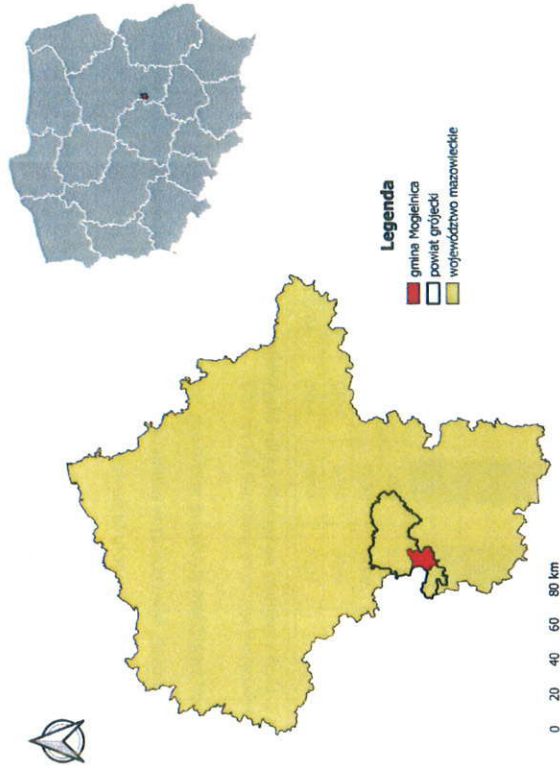 Legenda
gmina Mogielnica
powiat grójecki
województwo mazowieckie
0 20 40 60 80 km